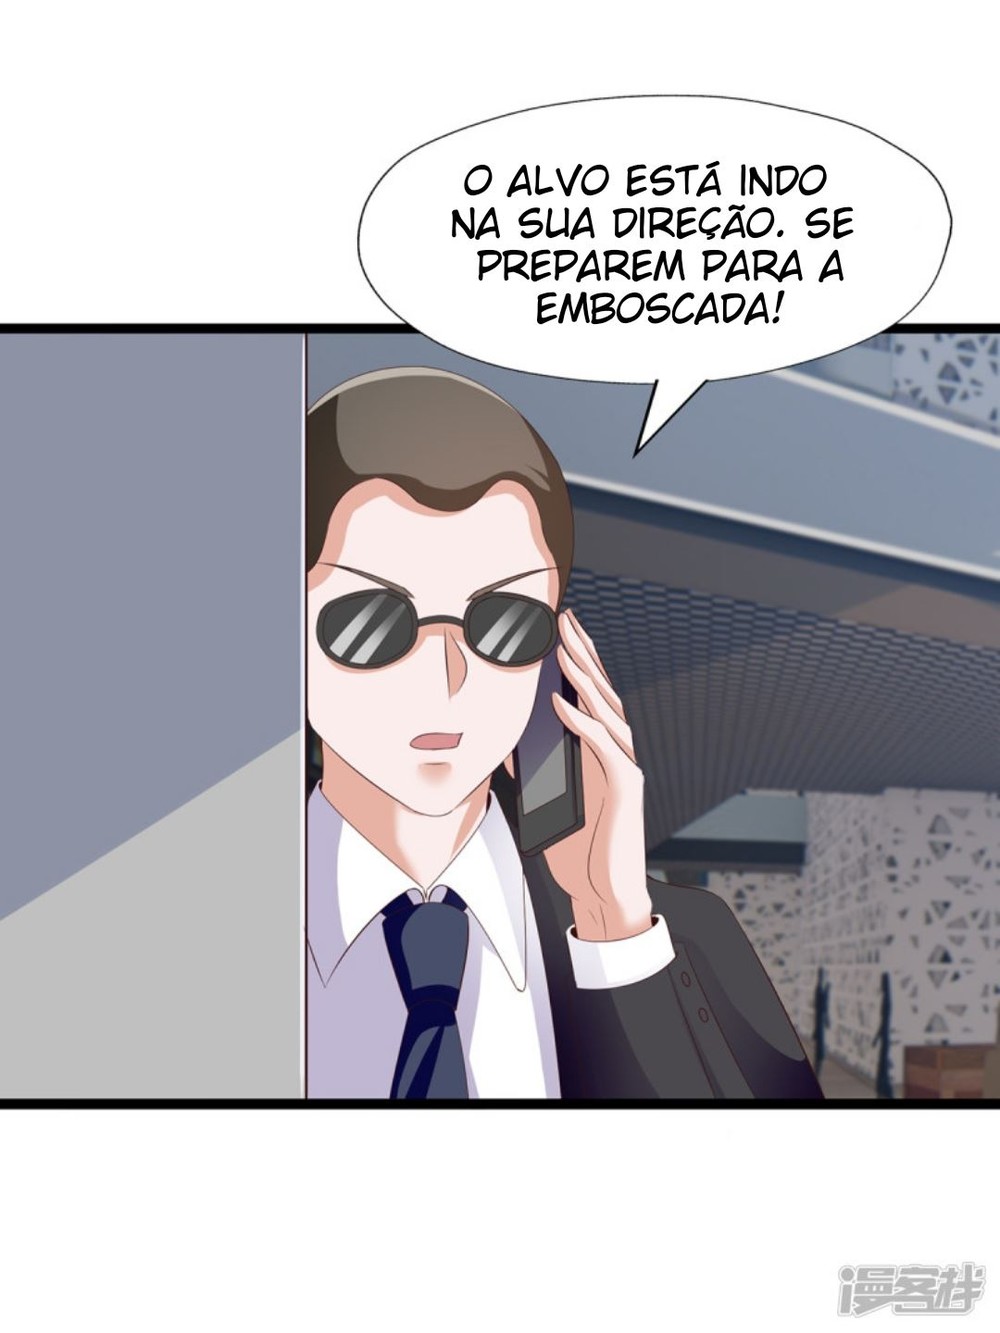 O ALVO ESTÁ INDO
NA SUA DIREÇÃO. SE
PREPAREM PARA A
EMBOSCADA!
漫客栈